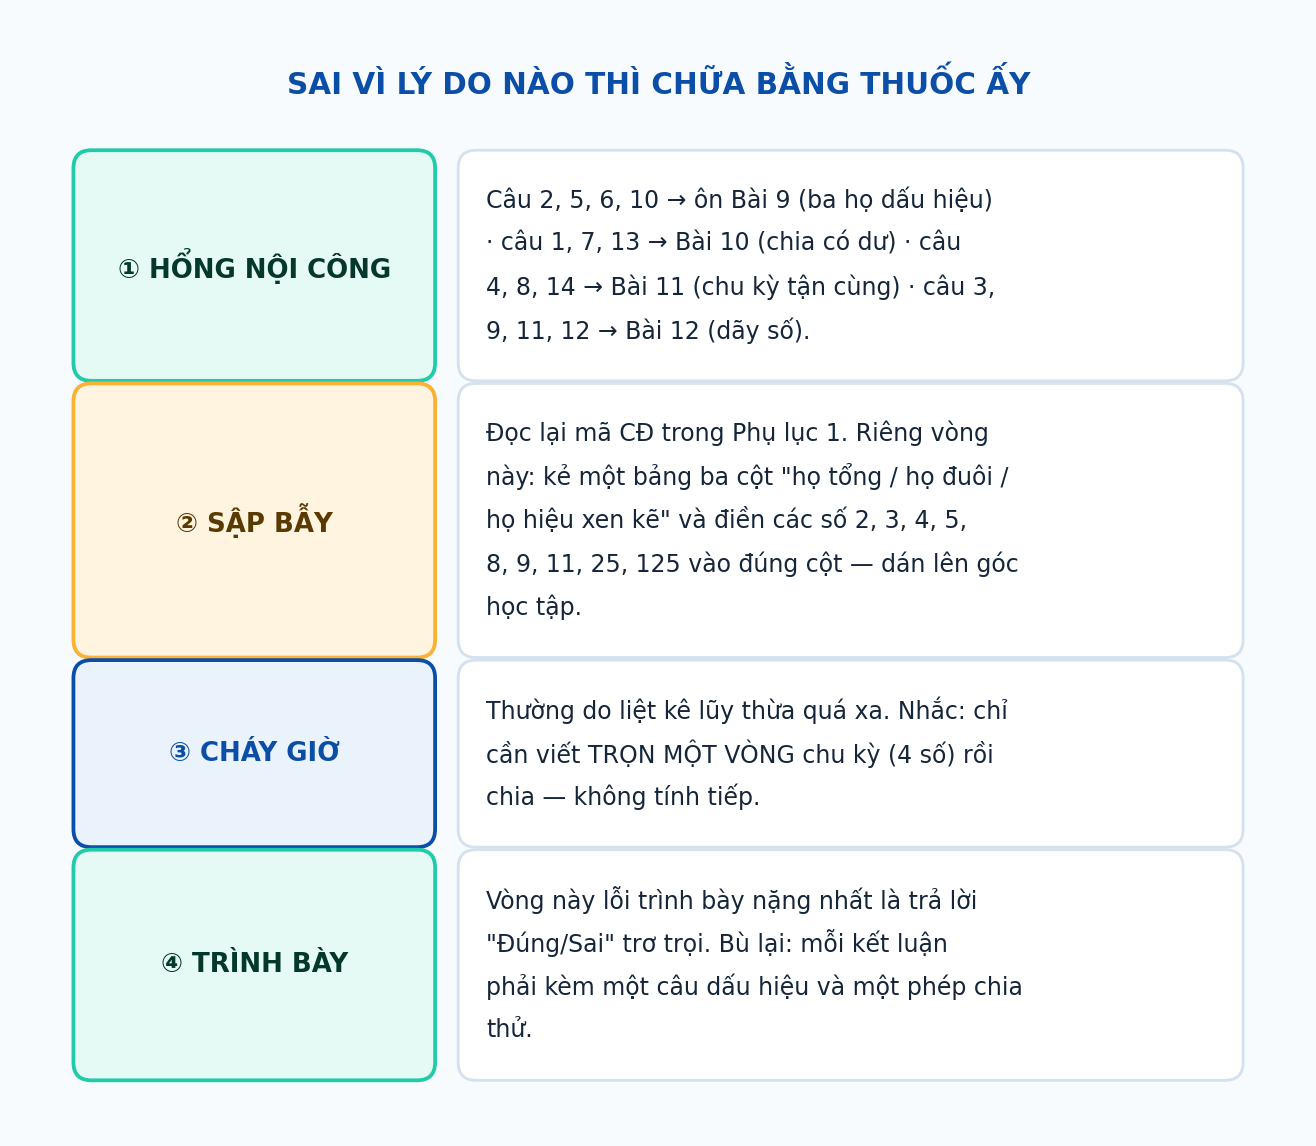 SAI VÌ LÝ DO NÀO THÌ CHỮA BẰNG THUỐC ẤY
① HỔNG NỘI CÔNG
Câu 2, 5, 6, 10 → ôn Bài 9 (ba họ dấu hiệu)
· câu 1, 7, 13 → Bài 10 (chia có dư) · câu
4, 8, 14 → Bài 11 (chu kỳ tận cùng) · câu 3,
9, 11, 12 → Bài 12 (dãy số).
② SẬP BẪY
Đọc lại mã CĐ trong Phụ lục 1. Riêng vòng
này: kẻ một bảng ba cột "họ tổng / họ đuôi /
họ hiệu xen kẽ" và điền các số 2, 3, 4, 5,
8, 9, 11, 25, 125 vào đúng cột — dán lên góc
học tập.
③ CHÁY GIỜ
Thường do liệt kê lũy thừa quá xa. Nhắc: chỉ
cần viết TRỌN MỘT VÒNG chu kỳ (4 số) rồi
chia — không tính tiếp.
④ TRÌNH BÀY
Vòng này lỗi trình bày nặng nhất là trả lời
"Đúng/Sai" trơ trọi. Bù lại: mỗi kết luận
phải kèm một câu dấu hiệu và một phép chia
thử.